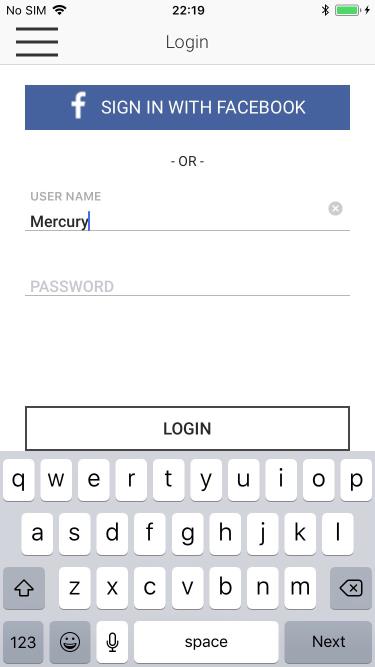 No SIM 22:19
Login
f SIGN IN WITH FACEBOOK
- OR -
USER NAME
Mercury
PASSWORD
LOGIN
q w e r t y u i o p
a s d f g h j k l
z x c v b n m
123 space Next